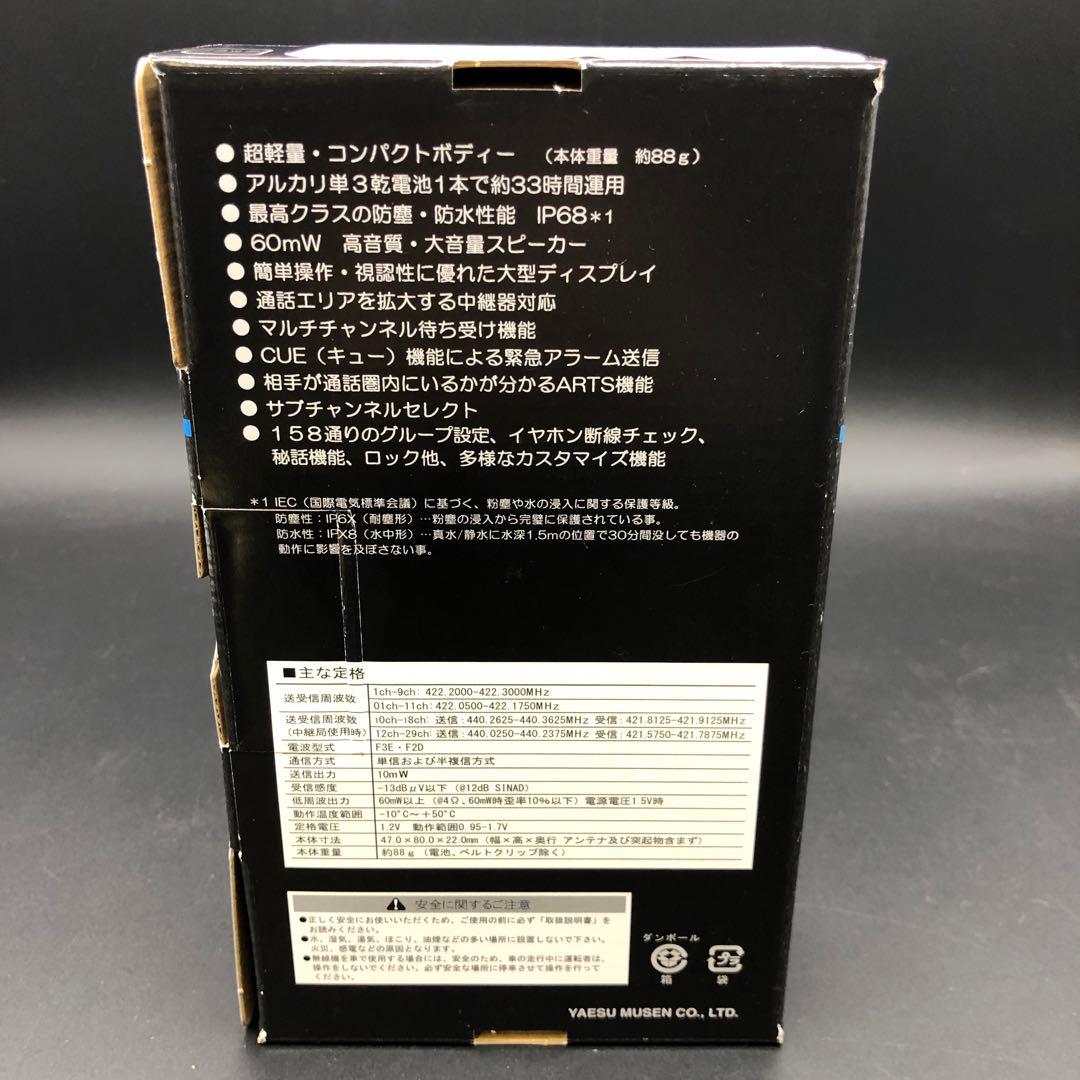 ●超軽量・コンパクトボディー （本体重量 約88g）
●アルカリ単3乾電池1本で約33時間運用
●最高クラスの防塵・防水性能 IP68*1
●60mW 高音質・大音量スピーカー
●簡単操作・視認性に優れた大型ディスプレイ
●通話エリアを拡大する中継器対応
●マルチチャンネル待ち受け機能
●CUE（キュー）機能による緊急アラーム送信
●相手が通話圏内にいるかが分かるARTS機能
●サブチャンネルセレクト
●158通りのグループ設定、イヤホン断線チェック、
秘話機能、ロック他、多様なカスタマイズ機能
*1 IEC（国際電気標準会議）に基づく、粉塵や水の浸入に関する保護等級。
防塵性：IP6X（耐塵形）…粉塵の浸入から完璧に保護されている事。
防水性：IPX8（水中形）…真水/静水に水深1.5mの位置で30分間没しても機器の
動作に影響を及ぼさない事。
■主な定格
送受信周波数 1ch-9ch: 422.2000-422.3000MHz
01ch-11ch: 422.0500-422.1750MHz
送受信周波数 10ch-18ch: 送信:440.2625-440.3625MHz 受信:421.8125-421.9125MHz
（中継局使用時） 12ch-29ch: 送信:440.0250-440.2375MHz 受信:421.5750-421.7875MHz
電波型式 F3E・F2D
通信方式 単信および半複信方式
送信出力 10mW
受信感度 -13dBμV以下（@12dB SINAD）
低周波出力 60mW以上（@4Ω、60mW時歪率10%以下）電源電圧1.5V時
動作温度範囲 -10℃～+50℃
定格電圧 1.2V 動作範囲0.95-1.7V
本体寸法 47.0×80.0×22.0mm（幅×高×奥行 アンテナ及び突起物含まず）
本体重量 約88g（電池、ベルトクリップ除く）
安全に関するご注意
●正しく安全にお使いいただくため、ご使用の前に必ず「取扱説明書」を
お読みください。
●水、湿気、湯気、ほこり、油煙などの多い場所に設置しないで下さい。
火災、感電などの原因となります。
●無線機を車で使用する場合には、安全のため、車の走行中に運転者は、
操作をしないでください。必ず安全な場所に停車させて操作を行って
ください。
ダンボール
プラ
箱 袋
YAESU MUSEN CO., LTD.